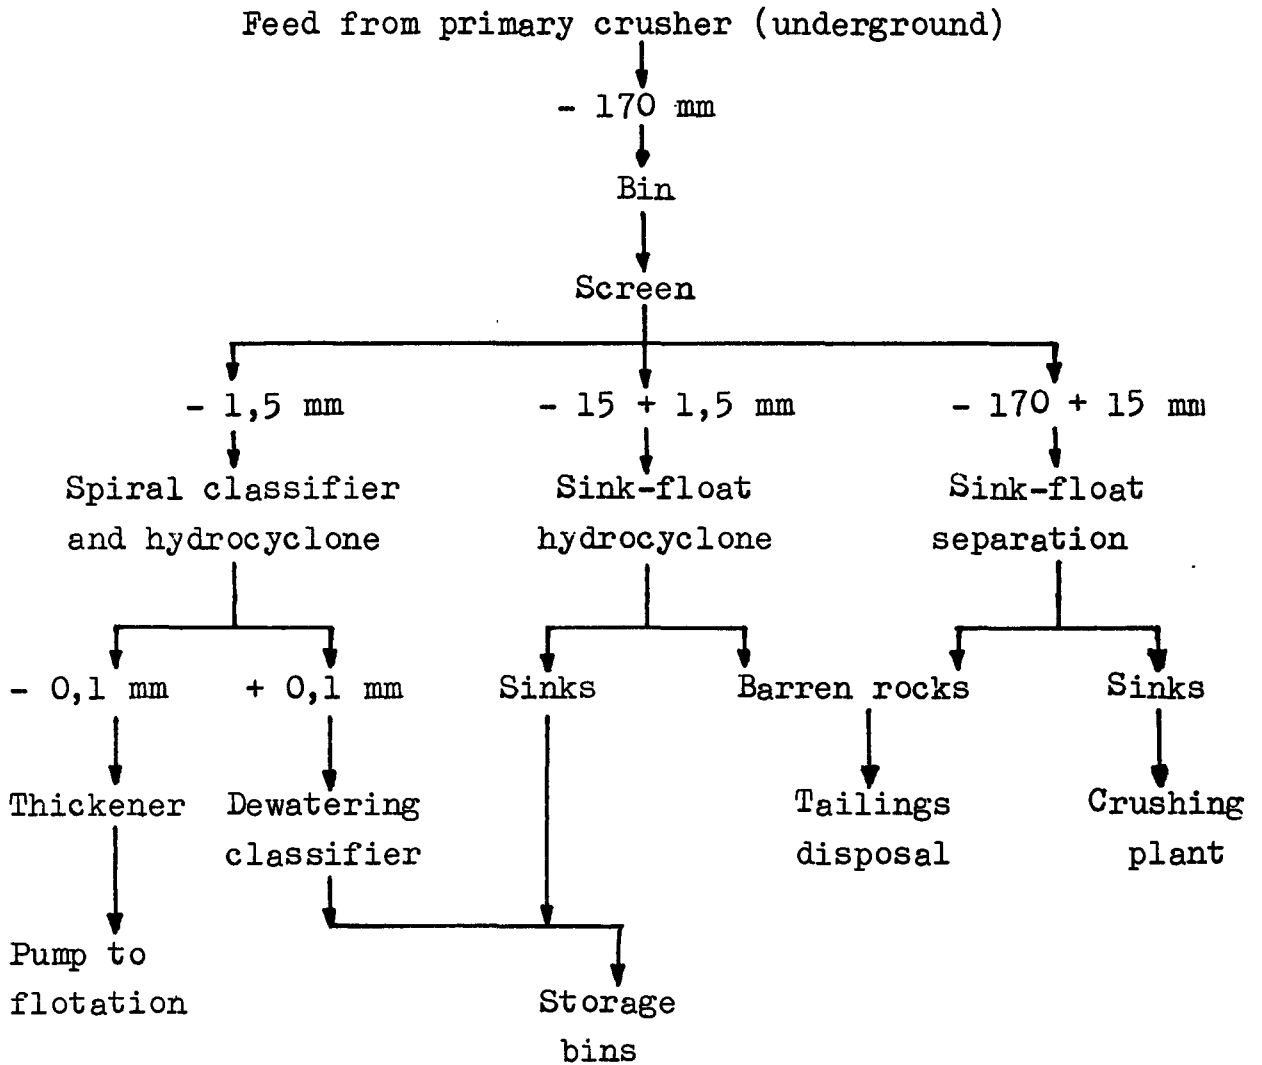 Feed from primary crusher (underground)
- 170 mm
Bin
Screen
- 1,5 mm
- 15 + 1,5 mm
- 170 + 15 mm
Spiral classifier
and hydrocyclone
Sink-float
hydrocyclone
Sink-float
separation
- 0,1 mm
+ 0,1 mm
Sinks
Barren rocks
Sinks
Thickener
Dewatering
classifier
Tailings
disposal
Crushing
plant
Pump to
flotation
Storage
bins